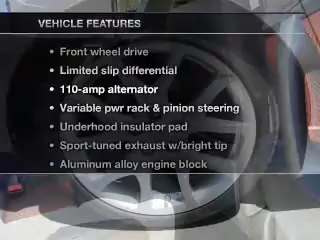 VEHICLE FEATURES
• Front wheel drive
• Limited slip differential
• 110-amp alternator
• Variable pwr rack & pinion steering
• Underhood insulator pad
• Sport-tuned exhaust w/bright tip
• Aluminum alloy engine block